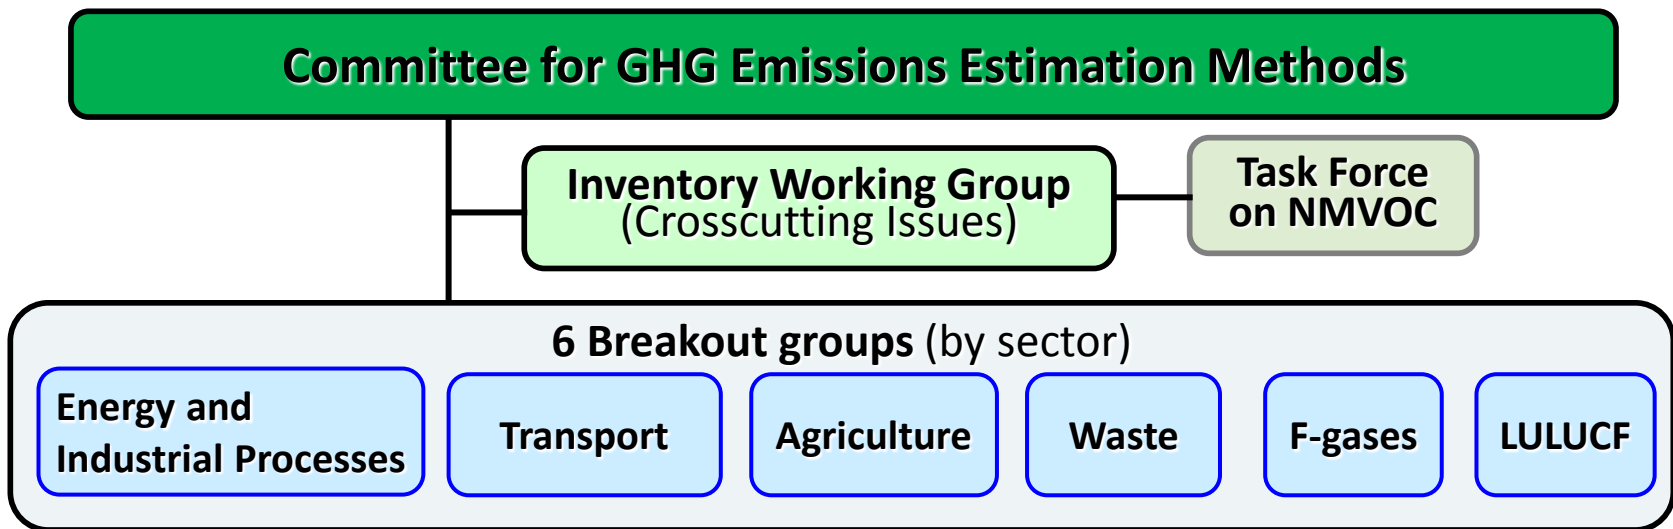 Committee for GHG Emissions Estimation Methods
Inventory Working Group
(Crosscutting Issues)
Task Force
on NMVOC
6 Breakout groups (by sector)
Energy and
Industrial Processes
Transport
Agriculture
Waste
F-gases
LULUCF